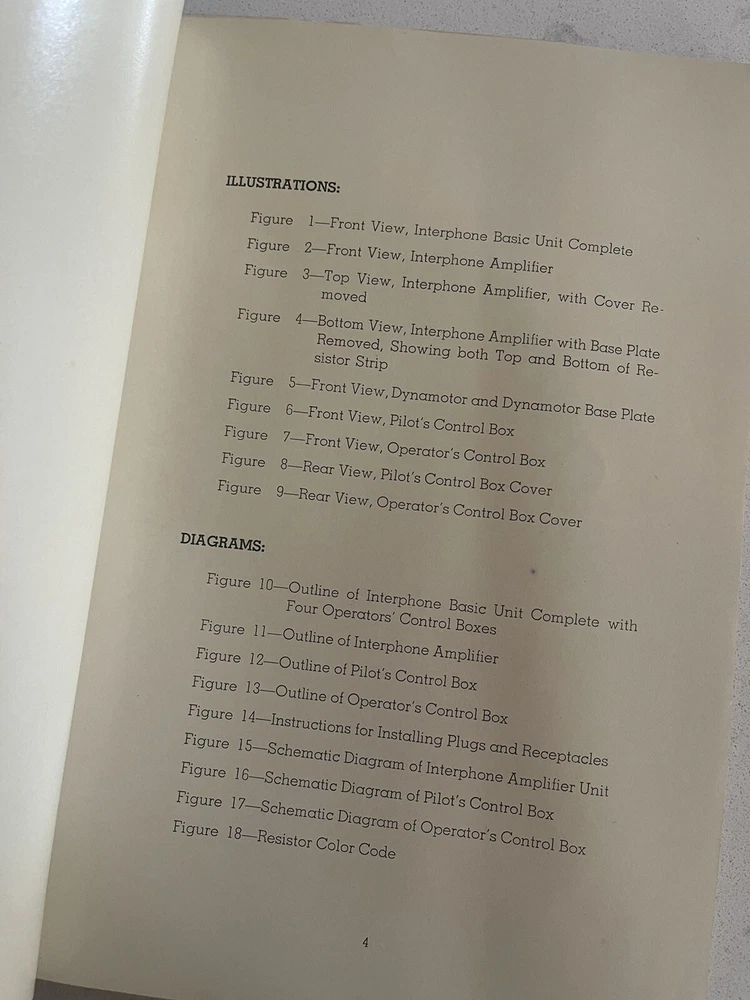 ILLUSTRATIONS:
Figure 1—Front View, Interphone Basic Unit Complete
Figure 2—Front View, Interphone Amplifier
Figure 3—Top View, Interphone Amplifier, with Cover Re-
moved
Figure 4—Bottom View, Interphone Amplifier with Base Plate
Removed, Showing both Top and Bottom of Re-
sistor Strip
Figure 5—Front View, Dynamotor and Dynamotor Base Plate
Figure 6—Front View, Pilot's Control Box
Figure 7—Front View, Operator's Control Box
Figure 8—Rear View, Pilot's Control Box Cover
Figure 9—Rear View, Operator's Control Box Cover
DIAGRAMS:
Figure 10—Outline of Interphone Basic Unit Complete with
Four Operators' Control Boxes
Figure 11—Outline of Interphone Amplifier
Figure 12—Outline of Pilot's Control Box
Figure 13—Outline of Operator's Control Box
Figure 14—Instructions for Installing Plugs and Receptacles
Figure 15—Schematic Diagram of Interphone Amplifier Unit
Figure 16—Schematic Diagram of Pilot's Control Box
Figure 17—Schematic Diagram of Operator's Control Box
Figure 18—Resistor Color Code
4